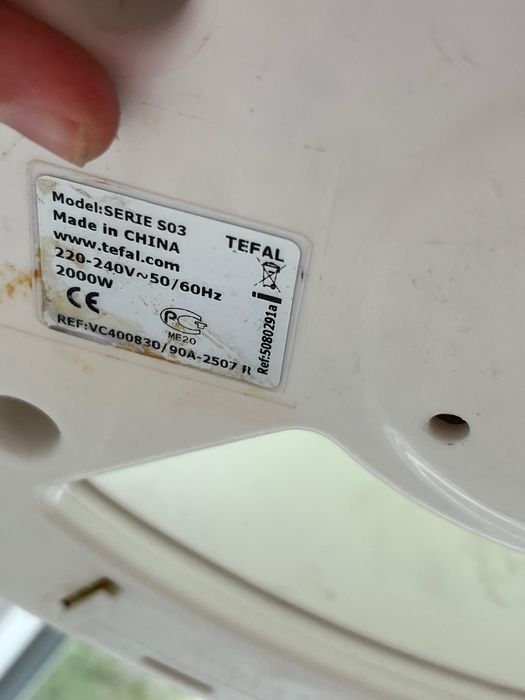 Model:SERIE S03
Made in CHINA
www.tefal.com
220-240V~50/60Hz
2000W
TEFAL
CE
PG
ME20
REF:VC400830/90A-2507 R
Ref:5080291a